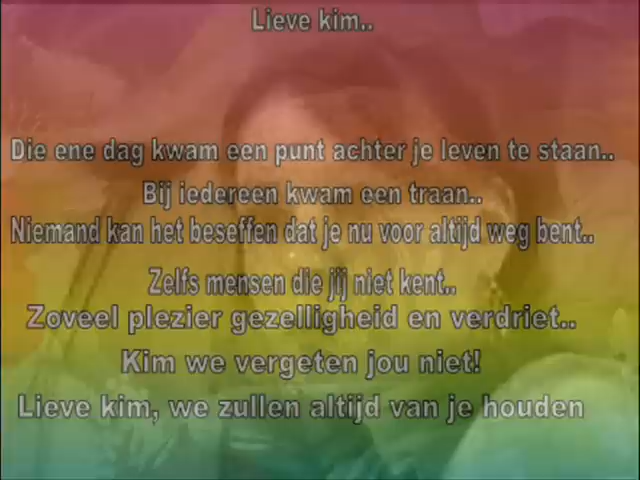 Lieve kim..
Die ene dag kwam een punt achter je leven te staan..
Bij iedereen kwam een traan..
Niemand kan het beseffen dat je nu voor altijd weg bent..
Zelfs mensen die jij niet kent..
Zoveel plezier gezelligheid en verdriet..
Kim we vergeten jou niet!
Lieve kim, we zullen altijd van je houden